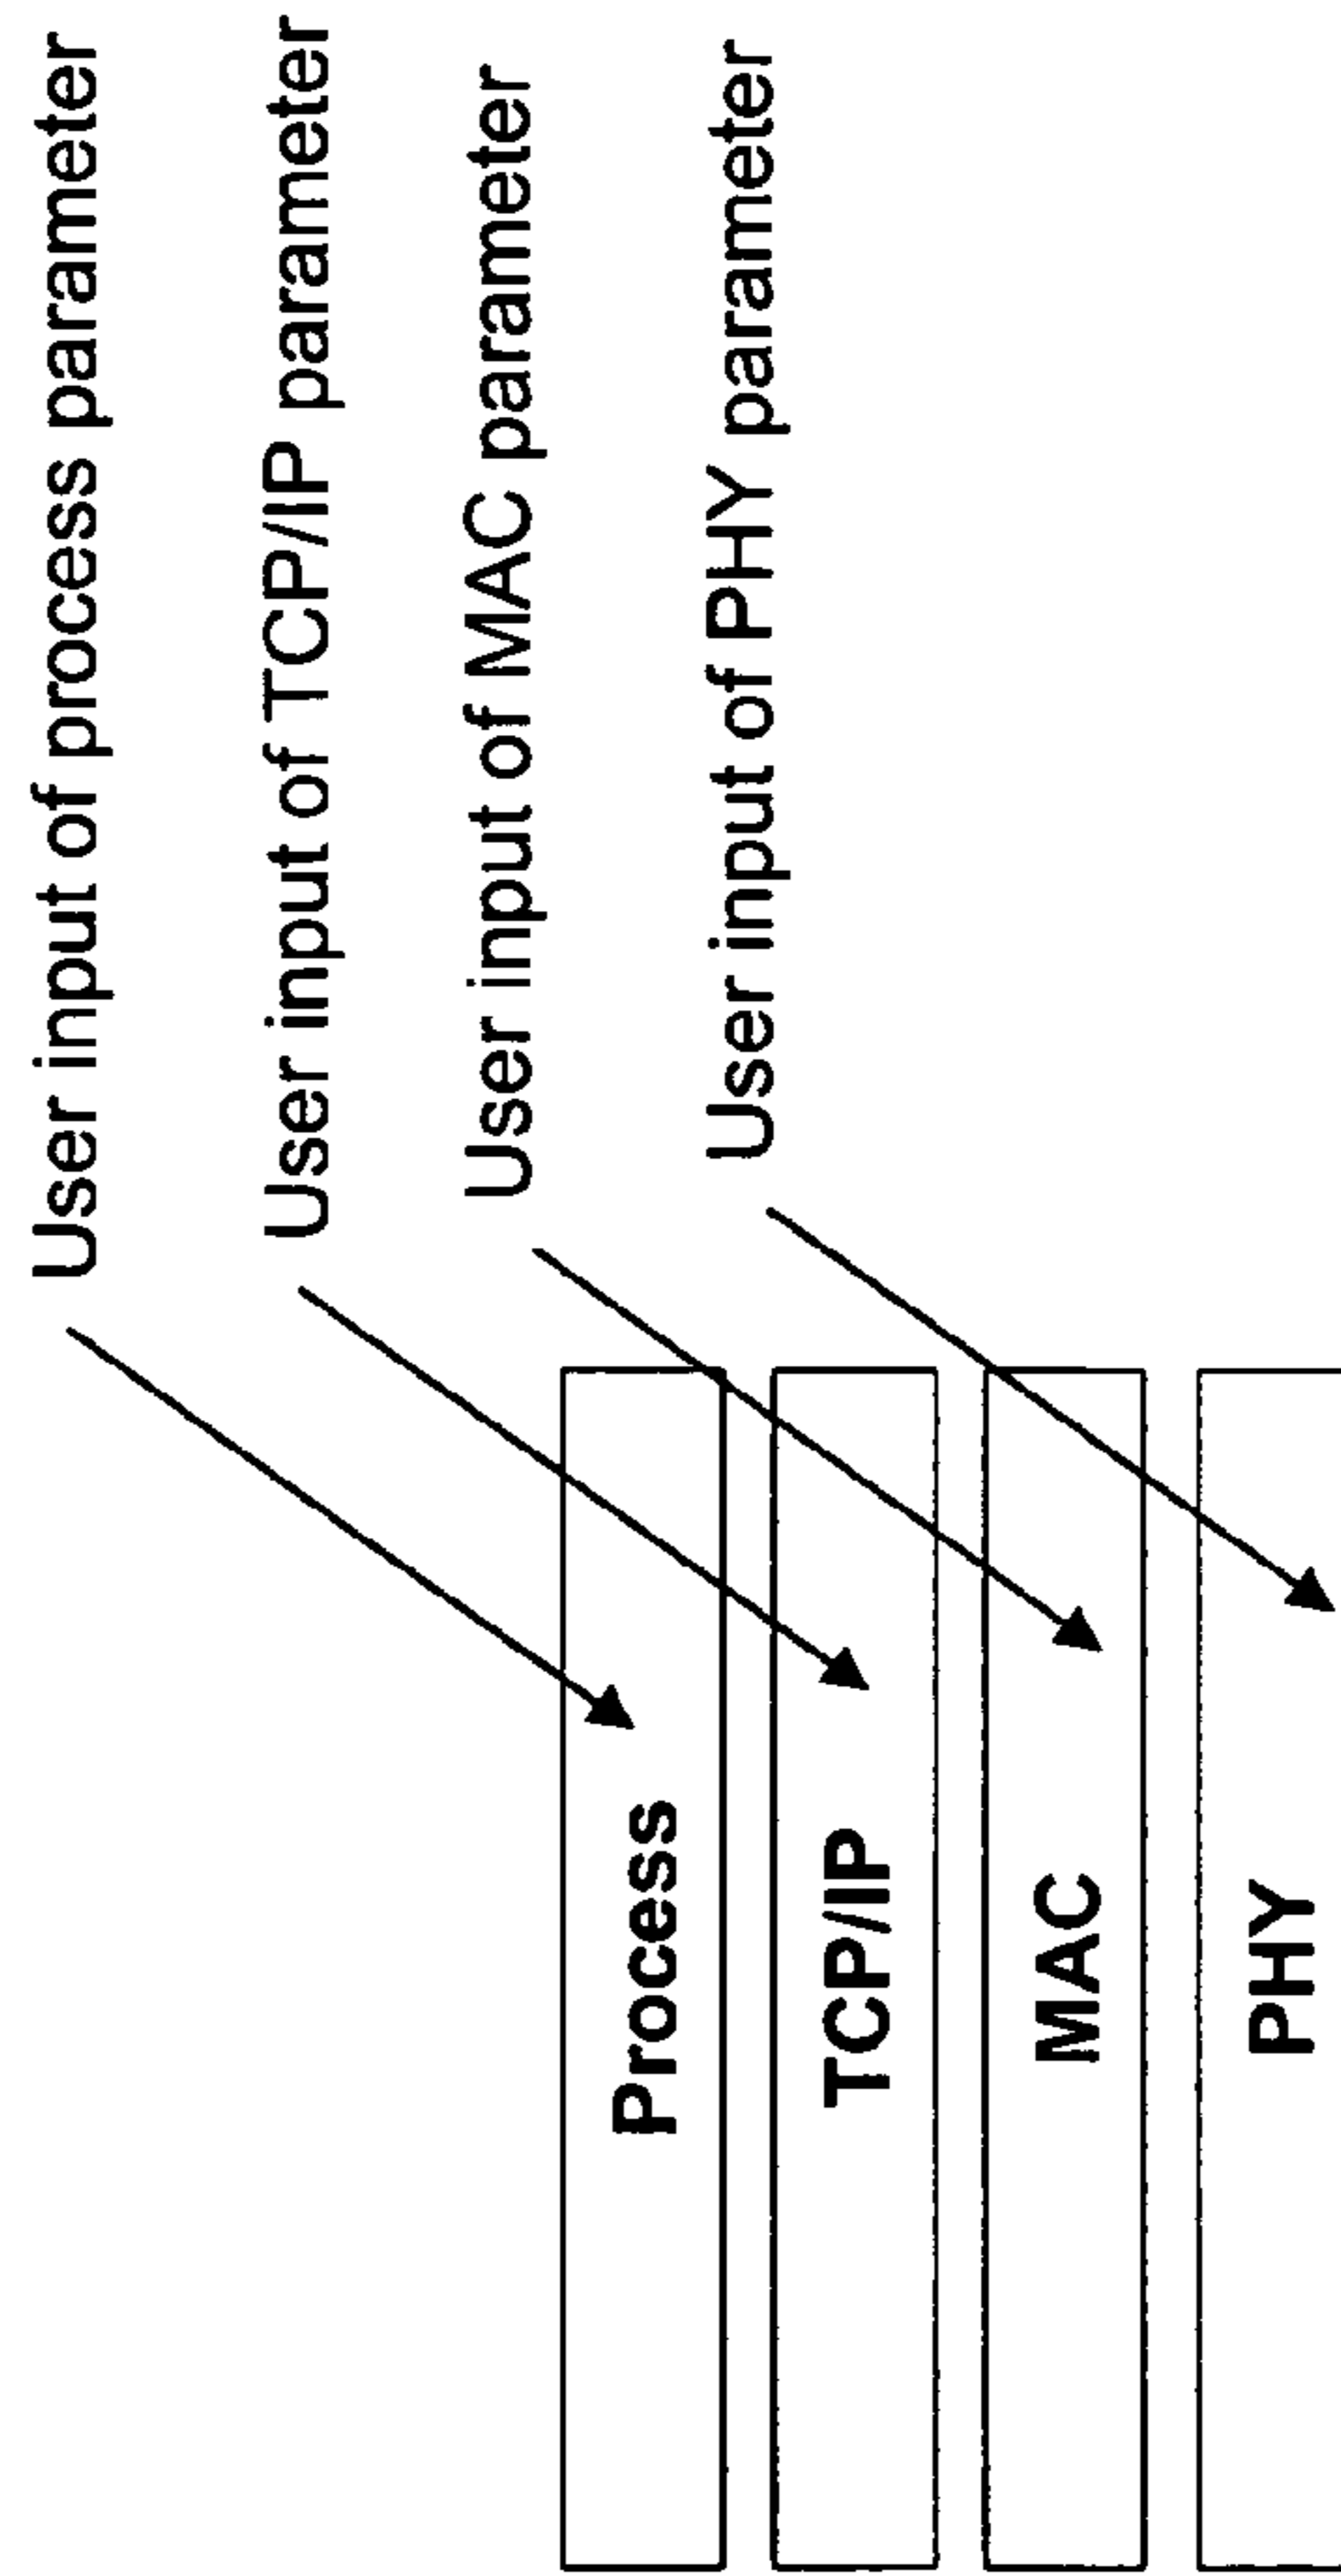 User input of process parameter
User input of TCP/IP parameter
User input of MAC parameter
User input of PHY parameter
Process
TCP/IP
MAC
PHY